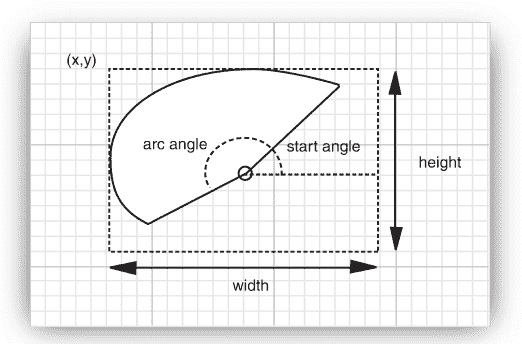 (x,y)
arc angle
start angle
height
width